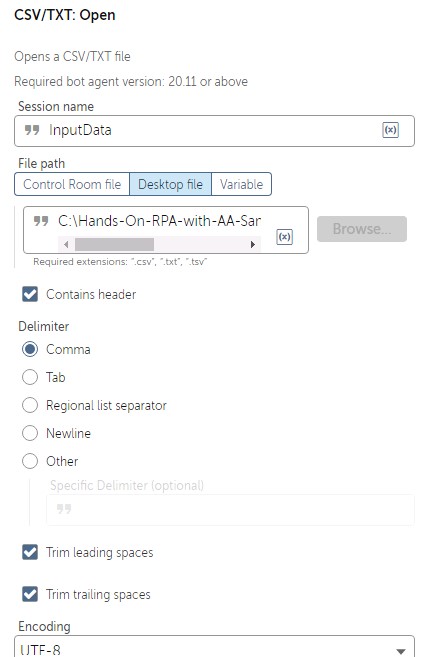 CSV/TXT: Open
Opens a CSV/TXT file
Required bot agent version: 20.11 or above
Session name
InputData
(x)
File path
Control Room file Desktop file Variable
C:\Hands-On-RPA-with-AA-Sar
(x)
Browse...
Required extensions: ".csv", ".txt", ".tsv"
Contains header
Delimiter
Comma
Tab
Regional list separator
Newline
Other
Specific Delimiter (optional)
Trim leading spaces
Trim trailing spaces
Encoding
UTF-8